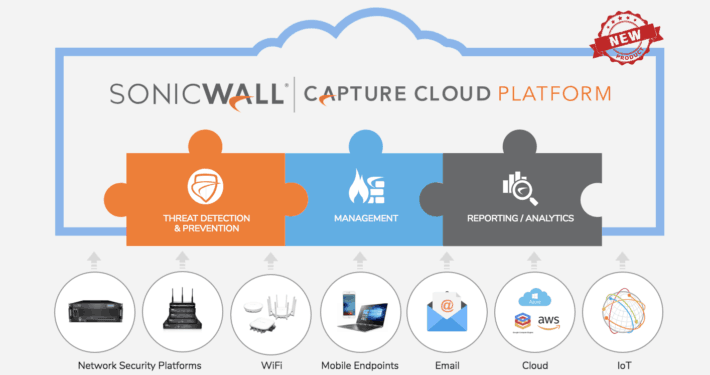 NEW
PRODUCT
SONICWALL® CAPTURE CLOUD PLATFORM
THREAT DETECTION
& PREVENTION
MANAGEMENT
REPORTING / ANALYTICS
@
aws
Network Security Platforms
WiFi
Mobile Endpoints
Email
Cloud
IoT